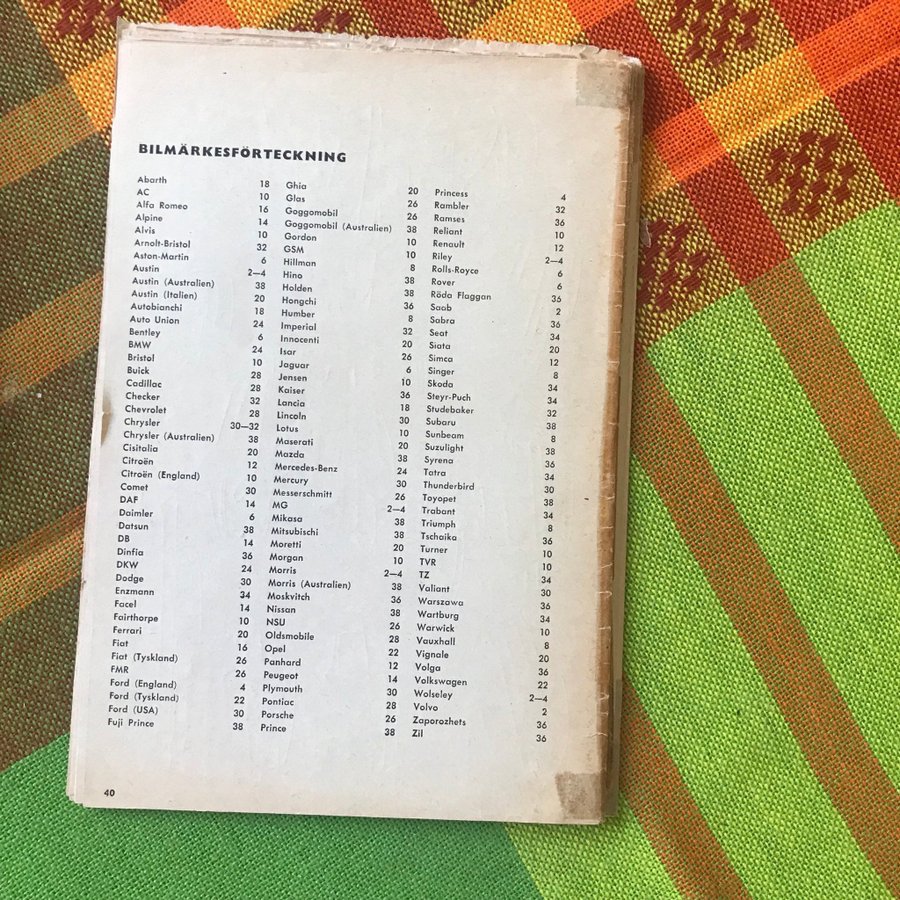 BILMÄRKESFÖRTECKNING
Abarth 18
AC 10
Alfa Romeo 16
Alpine 14
Alvis 10
Arnolt-Bristol 32
Aston-Martin 6
Austin 2—4
Austin (Australien) 38
Austin (Italien) 20
Autobianchi 18
Auto Union 24
Bentley 6
BMW 24
Bristol 10
Buick 28
Cadillac 28
Checker 32
Chevrolet 28
Chrysler 30—32
Chrysler (Australien) 38
Cisitalia 20
Citroën 12
Citroën (England) 10
Comet 30
DAF 14
Daimler 6
Datsun 38
DB 14
Dinfia 36
DKW 24
Dodge 30
Enzmann 34
Facel 14
Fairthorpe 10
Ferrari 20
Fiat 16
Fiat (Tyskland) 26
FMR 26
Ford (England) 4
Ford (Tyskland) 22
Ford (USA) 30
Fuji Prince 38
Ghia 20
Glas 26
Goggomobil 26
Goggomobil (Australien) 38
Gordon 10
GSM 10
Hillman 8
Hino 38
Holden 38
Hongchi 36
Humber 8
Imperial 32
Innocenti 20
Isar 26
Jaguar 6
Jensen 10
Kaiser 36
Lancia 18
Lincoln 30
Lotus 10
Maserati 20
Mazda 38
Mercedes-Benz 24
Mercury 30
Messerschmitt 26
MG 2—4
Mikasa 38
Mitsubischi 38
Moretti 20
Morgan 10
Morris 2—4
Morris (Australien) 38
Moskvitch 36
Nissan 38
NSU 26
Oldsmobile 28
Opel 22
Panhard 12
Peugeot 14
Plymouth 30
Pontiac 28
Porsche 26
Prince 38
Princess 4
Rambler 32
Ramses 36
Reliant 10
Renault 12
Riley 2—4
Rolls-Royce 6
Rover 6
Röda Flaggan 36
Saab 2
Sabra 36
Seat 34
Siata 20
Simca 12
Singer 8
Skoda 34
Steyr-Puch 34
Studebaker 32
Subaru 38
Sunbeam 8
Suzulight 38
Syrena 36
Tatra 34
Thunderbird 30
Toyopet 38
Trabant 34
Triumph 8
Tschaika 36
Turner 10
TVR 10
TZ 34
Valiant 30
Warszawa 36
Wartburg 34
Warwick 10
Vauxhall 8
Vignale 20
Volga 36
Volkswagen 22
Wolseley 2—4
Volvo 2
Zaporozhets 36
Zil 36
40